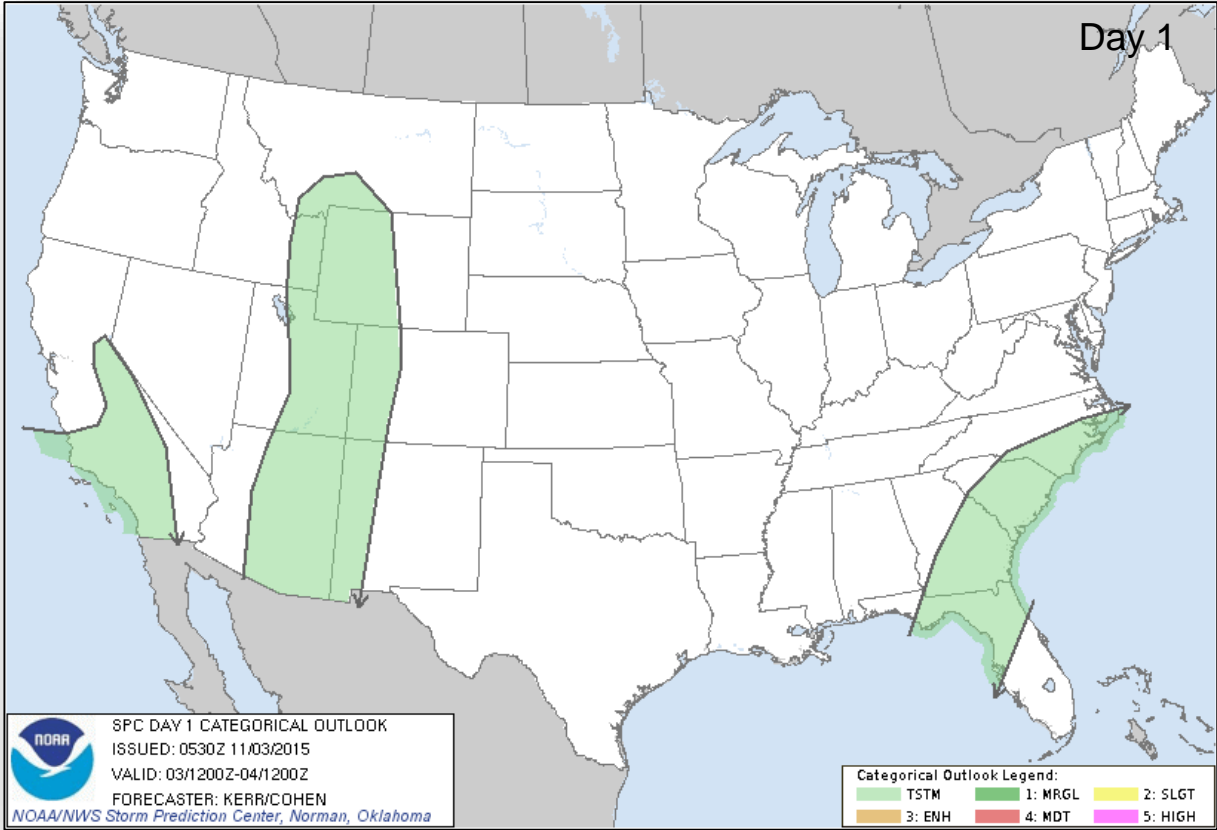 Day 1
NOAA
SPC DAY 1 CATEGORICAL OUTLOOK
ISSUED: 0530Z 11/03/2015
VALID: 03/1200Z-04/1200Z
FORECASTER: KERR/COHEN
NOAA/NWS Storm Prediction Center, Norman, Oklahoma
Categorical Outlook Legend:
TSTM 1: MRGL 2: SLGT
3: ENH 4: MDT 5: HIGH